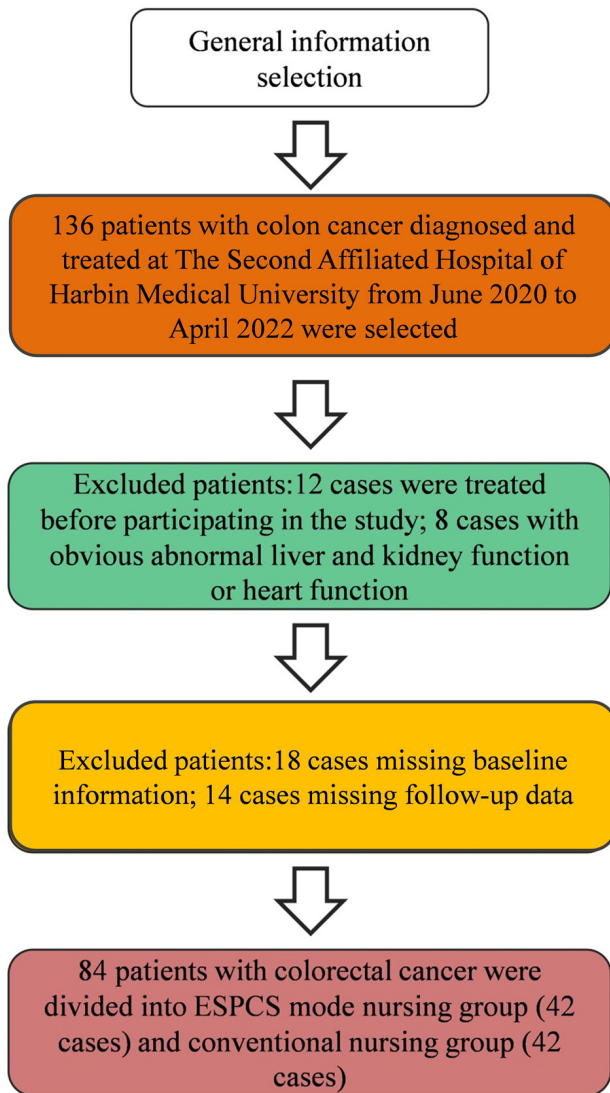 General information
selection
136 patients with colon cancer diagnosed and
treated at The Second Affiliated Hospital of
Harbin Medical University from June 2020 to
April 2022 were selected
Excluded patients:12 cases were treated
before participating in the study; 8 cases with
obvious abnormal liver and kidney function
or heart function
Excluded patients:18 cases missing baseline
information; 14 cases missing follow-up data
84 patients with colorectal cancer were
divided into ESPCS mode nursing group (42
cases) and conventional nursing group (42
cases)